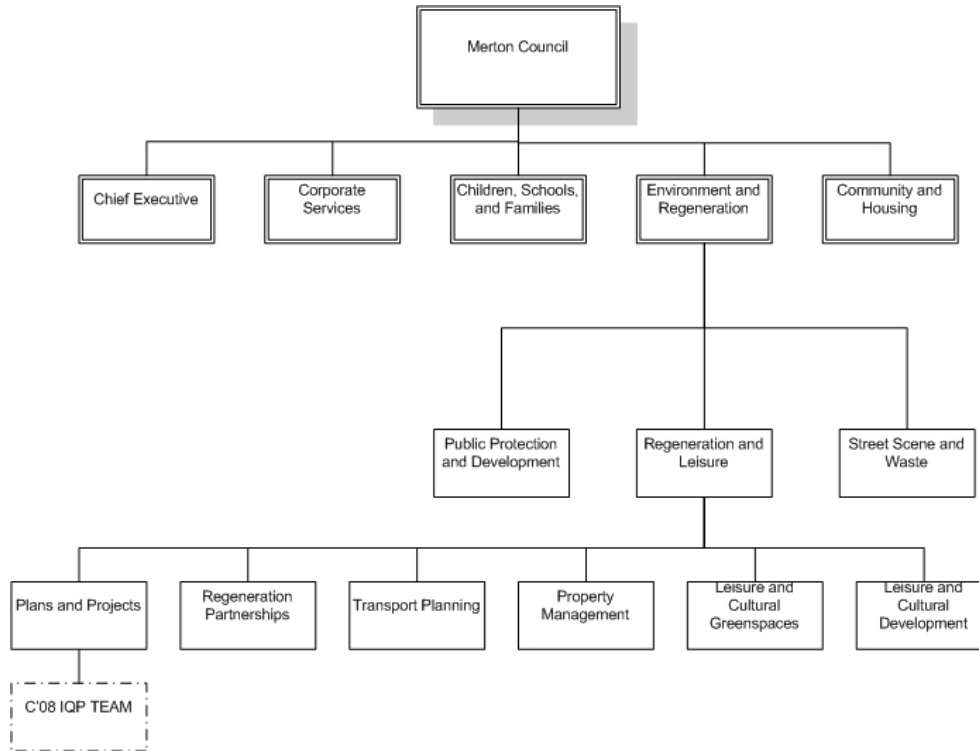 Merton Council
Chief Executive
Corporate
Services
Children, Schools,
and Families
Environment and
Regeneration
Community and
Housing
Public Protection
and Development
Regeneration and
Leisure
Street Scene and
Waste
Plans and Projects
Regeneration
Partnerships
Transport Planning
Property
Management
Leisure and
Cultural
Greenspaces
Leisure and
Cultural
Development
C'08 IQP TEAM